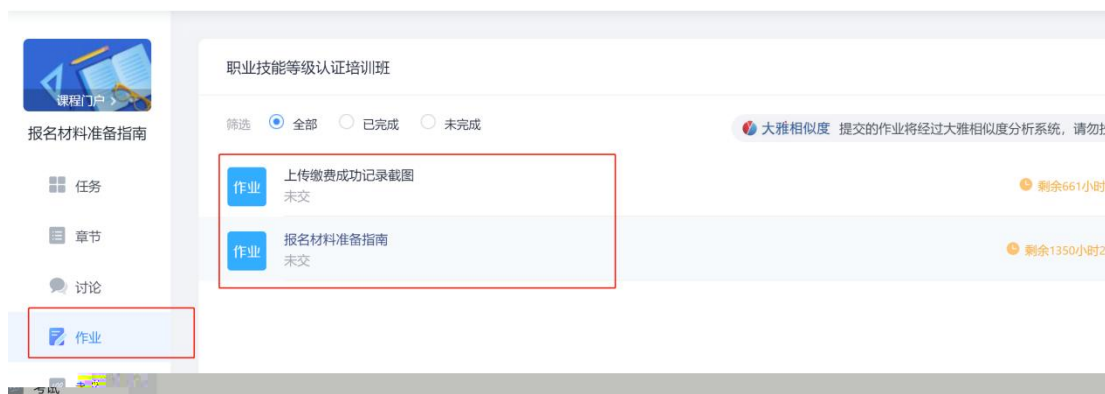 课程门户 >
报名材料准备指南
任务
章节
讨论
作业
考试
职业技能等级认证培训班
筛选 全部 已完成 未完成
大雅相似度 提交的作业将经过大雅相似度分析系统，请勿
作业 上传缴费成功记录截图
未交
剩余661小时
作业 报名材料准备指南
未交
剩余1350小时2